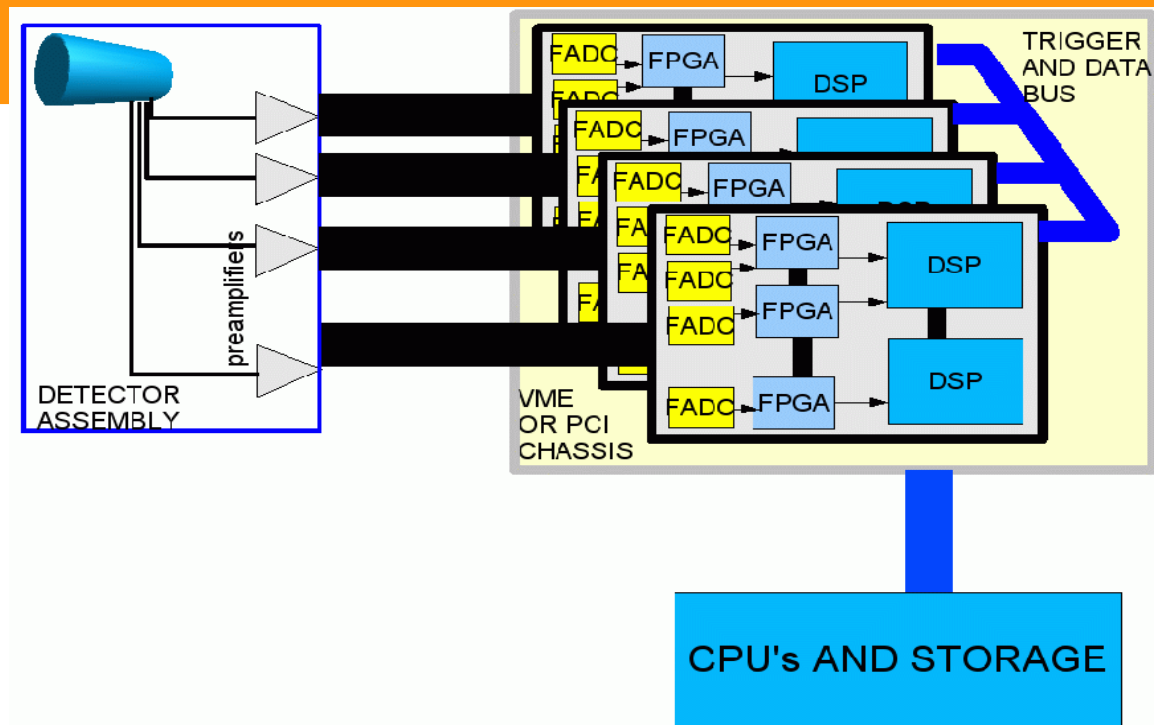 preamplifiers
DETECTOR
ASSEMBLY
FADC
FPGA
DSP
FADC
FADC
FPGA
FADC
FPGA
FADC
FADC
FADC
FADC
FPGA
FPGA
FPGA
DSP
DSP
TRIGGER
AND DATA
BUS
VME
OR PCI
CHASSIS
CPU's AND STORAGE